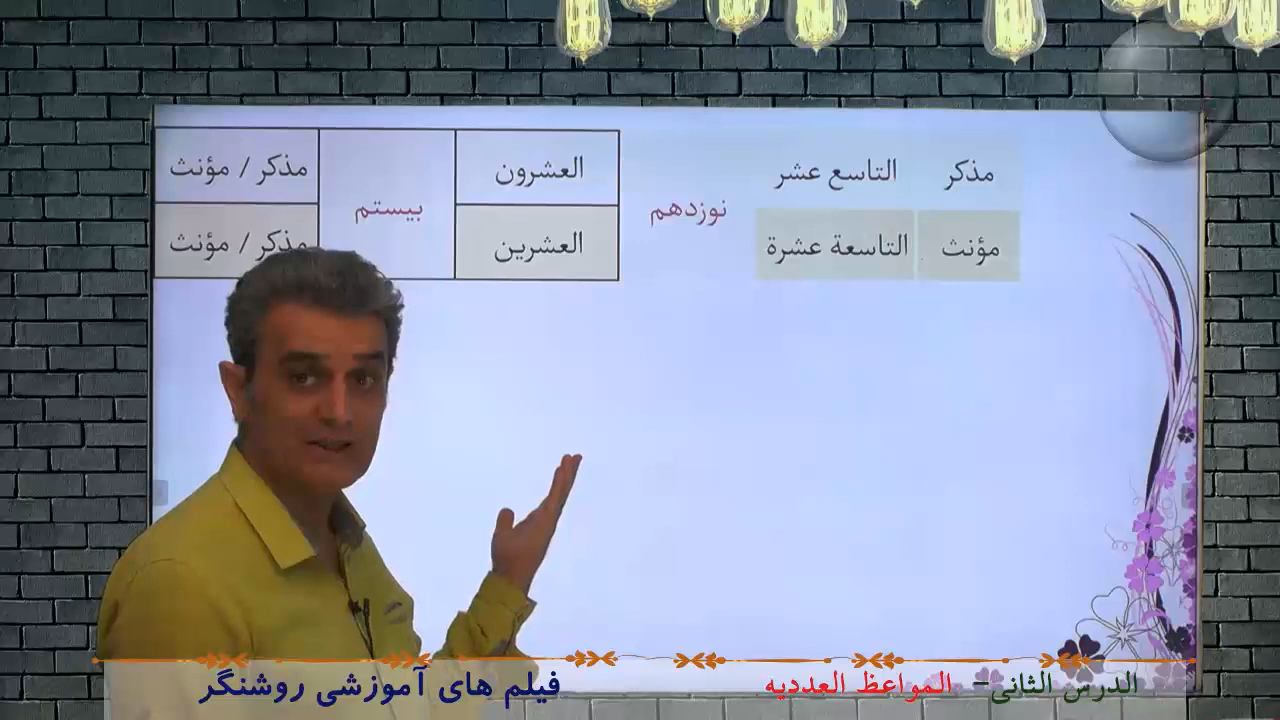 مذکر التاسع عشر
نوزدهم
مؤنث التاسعة عشرة
العشرون مذکر / مؤنث
بیستم
العشرین مذکر / مؤنث
الدرس الثانی- المواعظ العددیه
فیلم های آموزشی روشنگر